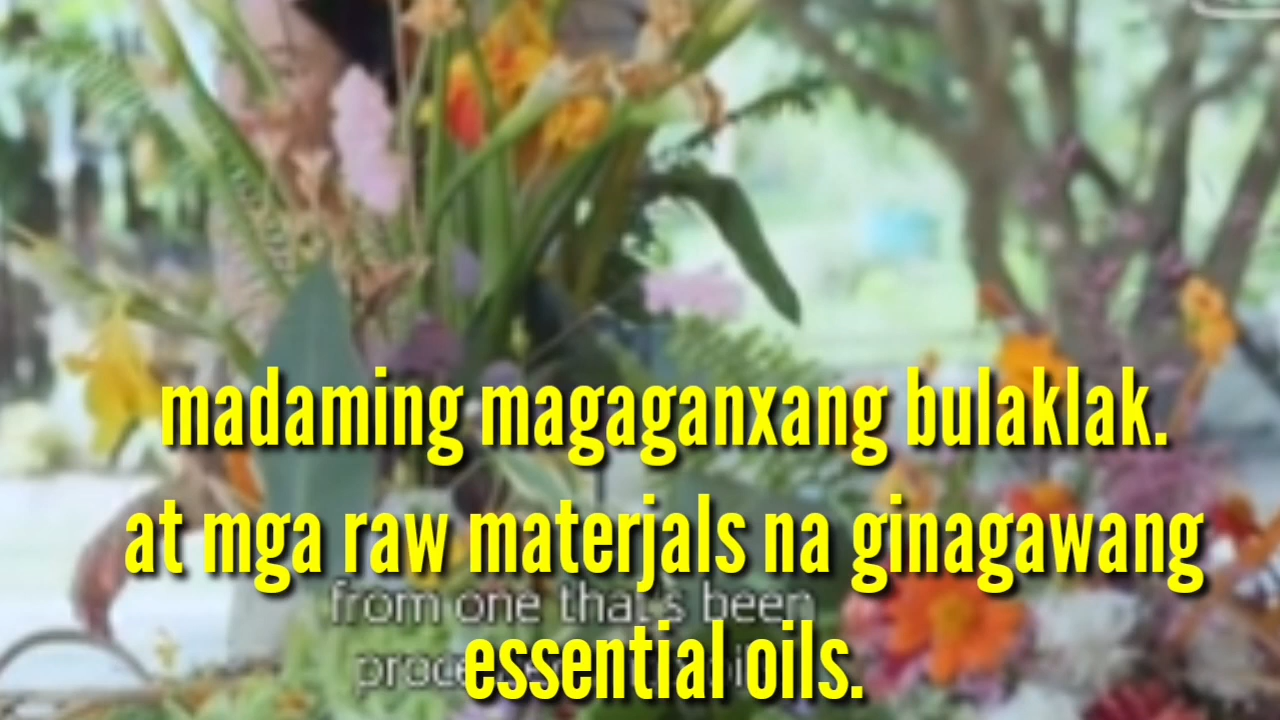 madaming magaganxang bulaklak.
at mga raw materjals na ginagawang
from one that's been
essential oils.